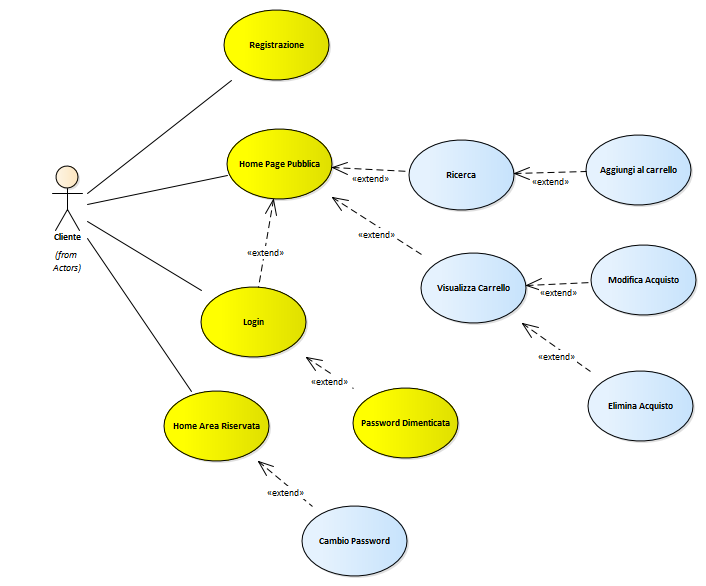 Registrazione
Home Page Pubblica
«extend»
Ricerca
«extend»
Aggiungi al carrello
Cliente
(from
Actors)
«extend»
«extend»
Visualizza Carrello
«extend»
Modifica Acquisto
Login
«extend»
«extend»
Elimina Acquisto
Home Area Riservata
Password Dimenticata
«extend»
Cambio Password